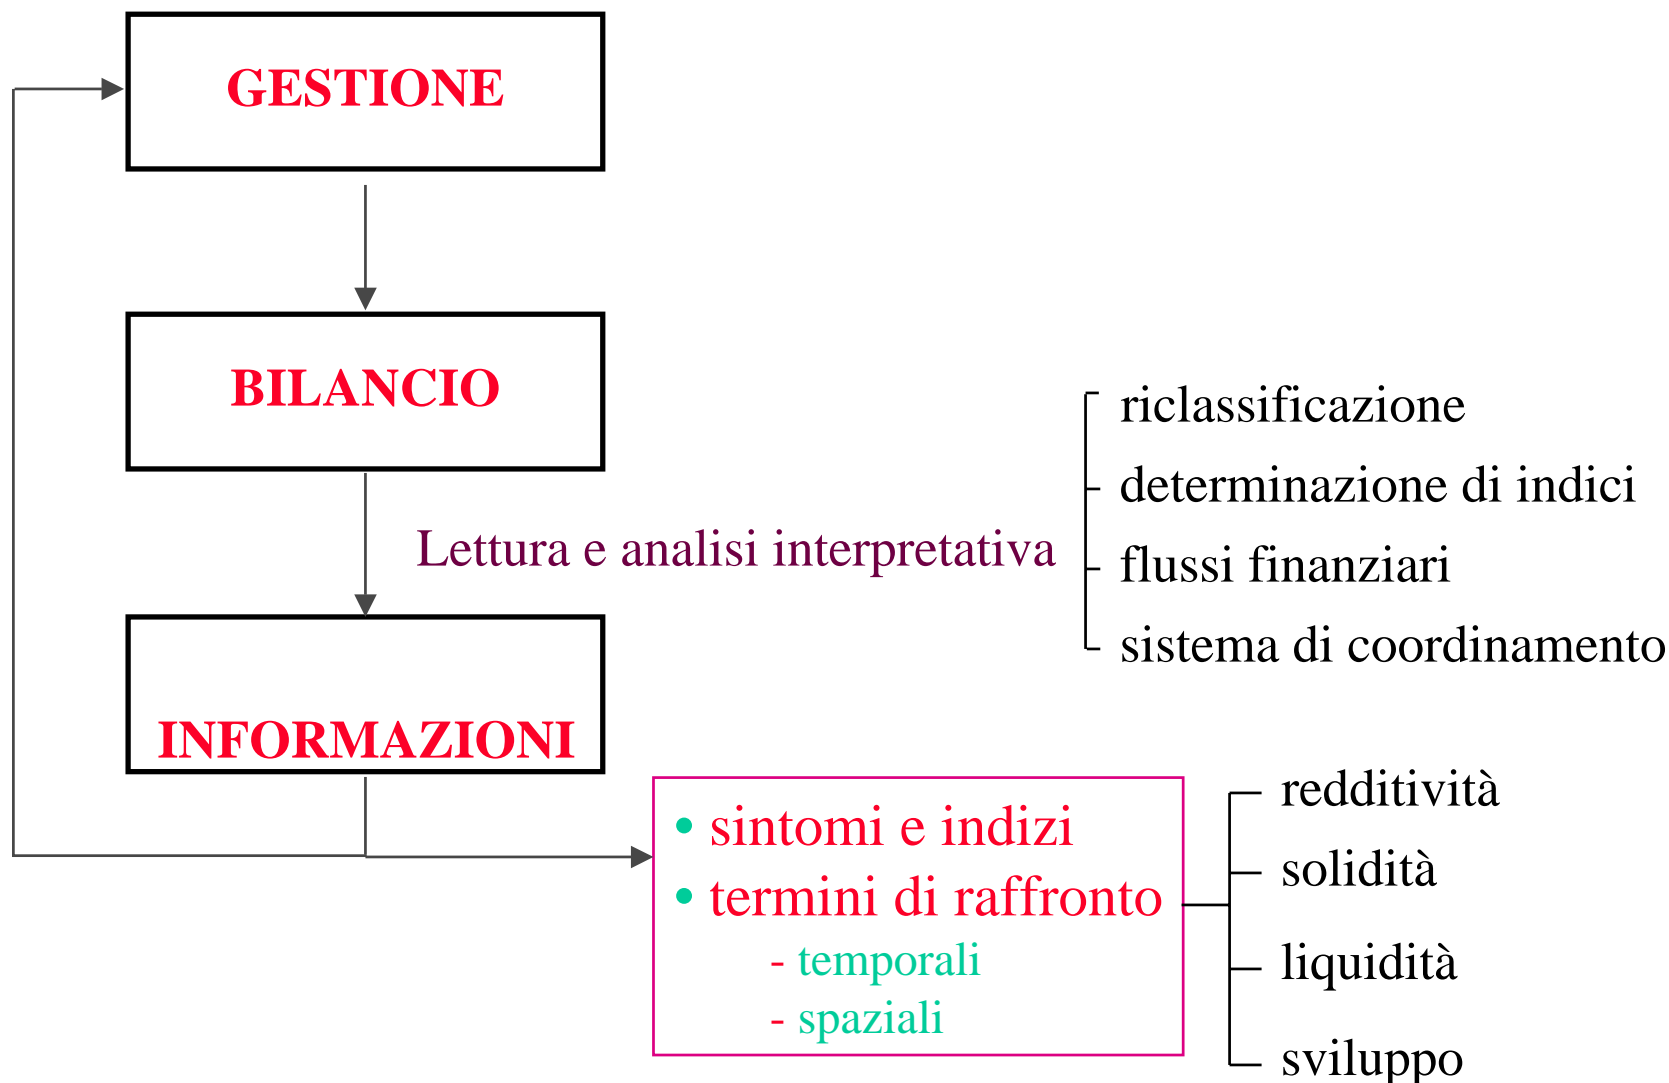 GESTIONE
BILANCIO
Lettura e analisi interpretativa
riclassificazione
determinazione di indici
flussi finanziari
sistema di coordinamento
INFORMAZIONI
• sintomi e indizi
• termini di raffronto
- temporali
- spaziali
redditività
solidità
liquidità
sviluppo